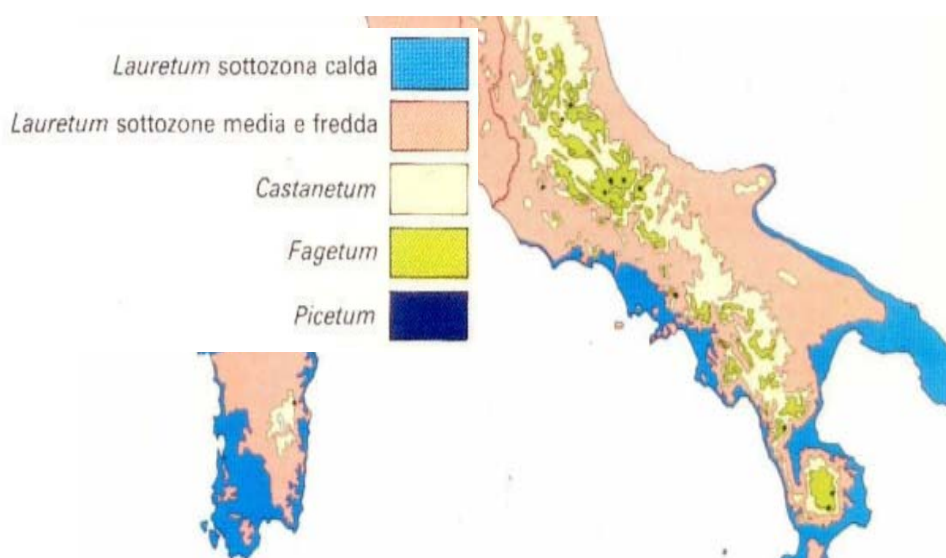 Lauretum sottozona calda
Lauretum sottozone media e fredda
Castanetum
Fagetum
Picetum